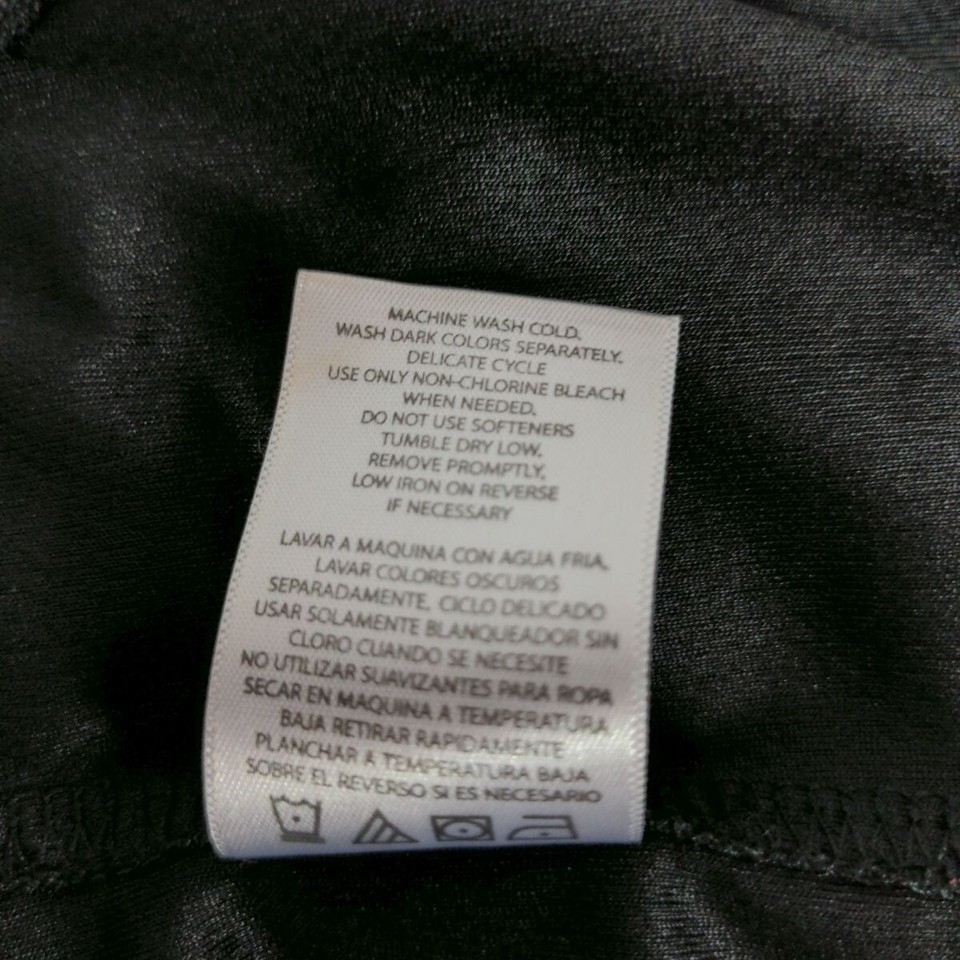 MACHINE WASH COLD.
WASH DARK COLORS SEPARATELY.
DELICATE CYCLE
USE ONLY NON-CHLORINE BLEACH
WHEN NEEDED.
DO NOT USE SOFTENERS
TUMBLE DRY LOW.
REMOVE PROMPTLY.
LOW IRON ON REVERSE
IF NECESSARY
LAVAR A MAQUINA CON AGUA FRIA.
LAVAR COLORES OSCUROS
SEPARADAMENTE. CICLO DELICADO
USAR SOLAMENTE BLANQUEADOR SIN
CLORO CUANDO SE NECESITE
NO UTILIZAR SUAVIZANTES PARA ROPA
SECAR EN MAQUINA A TEMPERATURA
BAJA RETIRAR RAPIDAMENTE
PLANCHAR A TEMPERATURA BAJA
SOBRE EL REVERSO SI ES NECESARIO